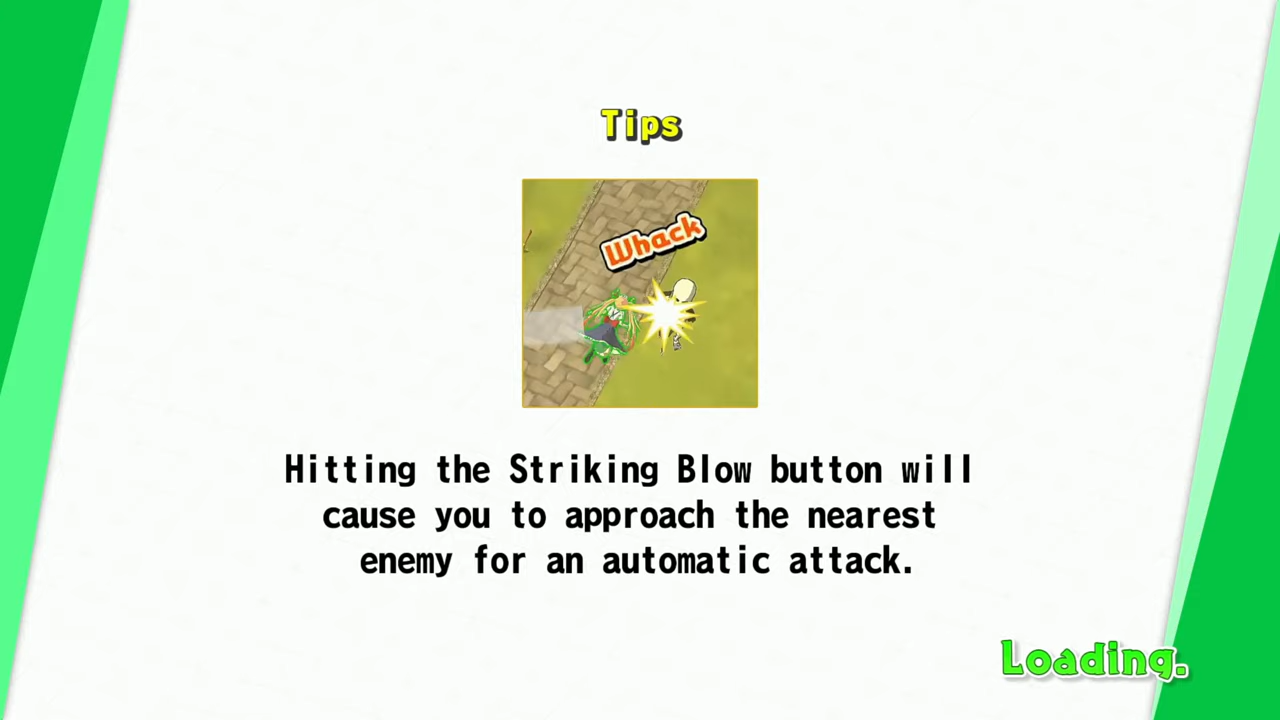 Tips
Whack
Hitting the Striking Blow button will
cause you to approach the nearest
enemy for an automatic attack.
Loading.